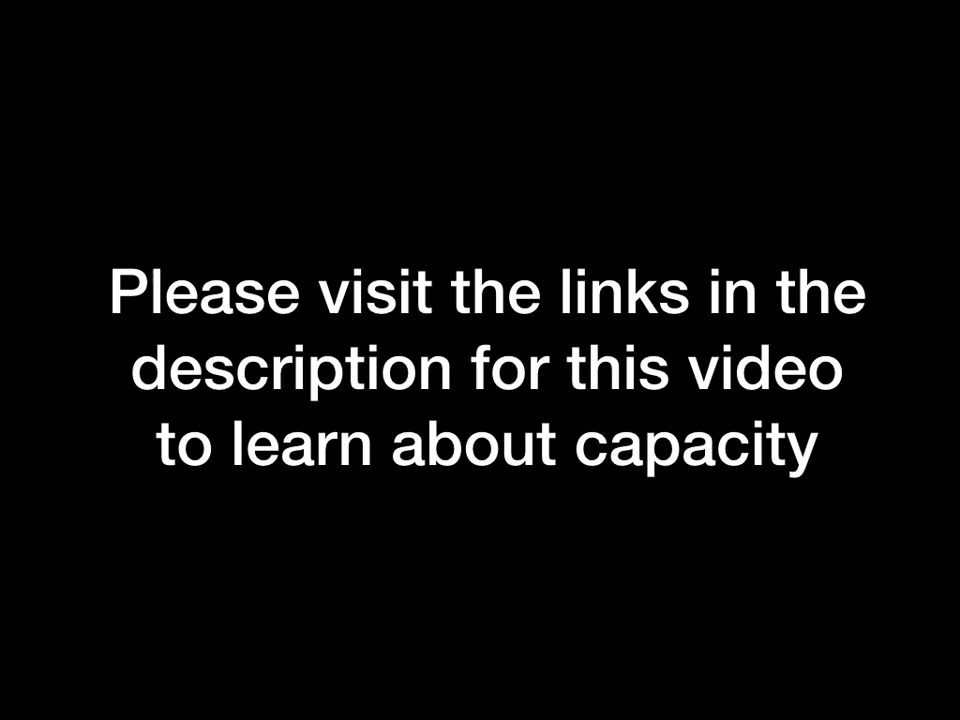 Please visit the links in the
description for this video
to learn about capacity